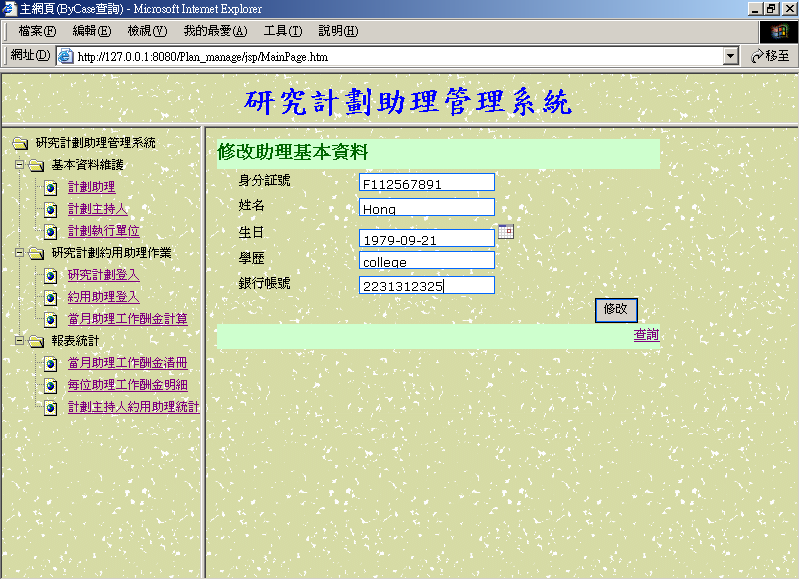 主網頁(ByCase查詢) - Microsoft Internet Explorer
檔案(F) 編輯(E) 檢視(V) 我的最愛(A) 工具(T) 說明(H)
網址(D) http://127.0.0.1:8080/Plan_manage/jsp/MainPage.htm 移至
研究計劃助理管理系統
研究計劃助理管理系統
基本資料維護
計劃助理
計劃主持人
計劃執行單位
研究計劃約用助理作業
研究計劃登入
約用助理登入
當月助理工作酬金計算
報表統計
當月助理工作酬金清冊
每位助理工作酬金明細
計劃主持人約用助理統計
修改助理基本資料
身分証號 F112567891
姓名 Hong
生日 1979-09-21
學歷 college
銀行帳號 2231312325
修改
查詢